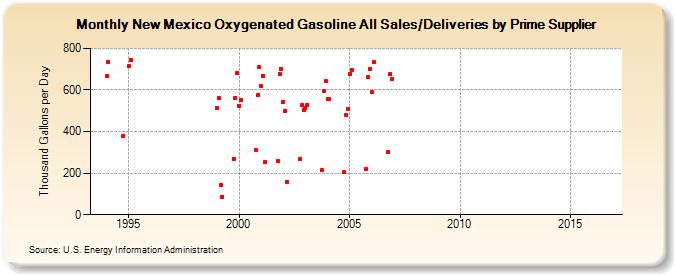 Monthly New Mexico Oxygenated Gasoline All Sales/Deliveries by Prime Supplier
Thousand Gallons per Day
800
600
400
200
0
1995 2000 2005 2010 2015
Source: U.S. Energy Information Administration